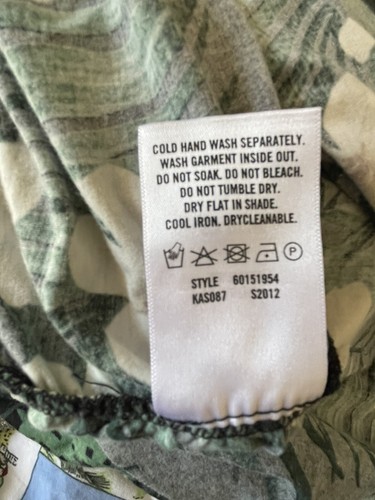 COLD HAND WASH SEPARATELY.
WASH GARMENT INSIDE OUT.
DO NOT SOAK. DO NOT BLEACH.
DO NOT TUMBLE DRY.
DRY FLAT IN SHADE.
COOL IRON. DRYCLEANABLE.
P
STYLE 60151954
KAS087 S2012